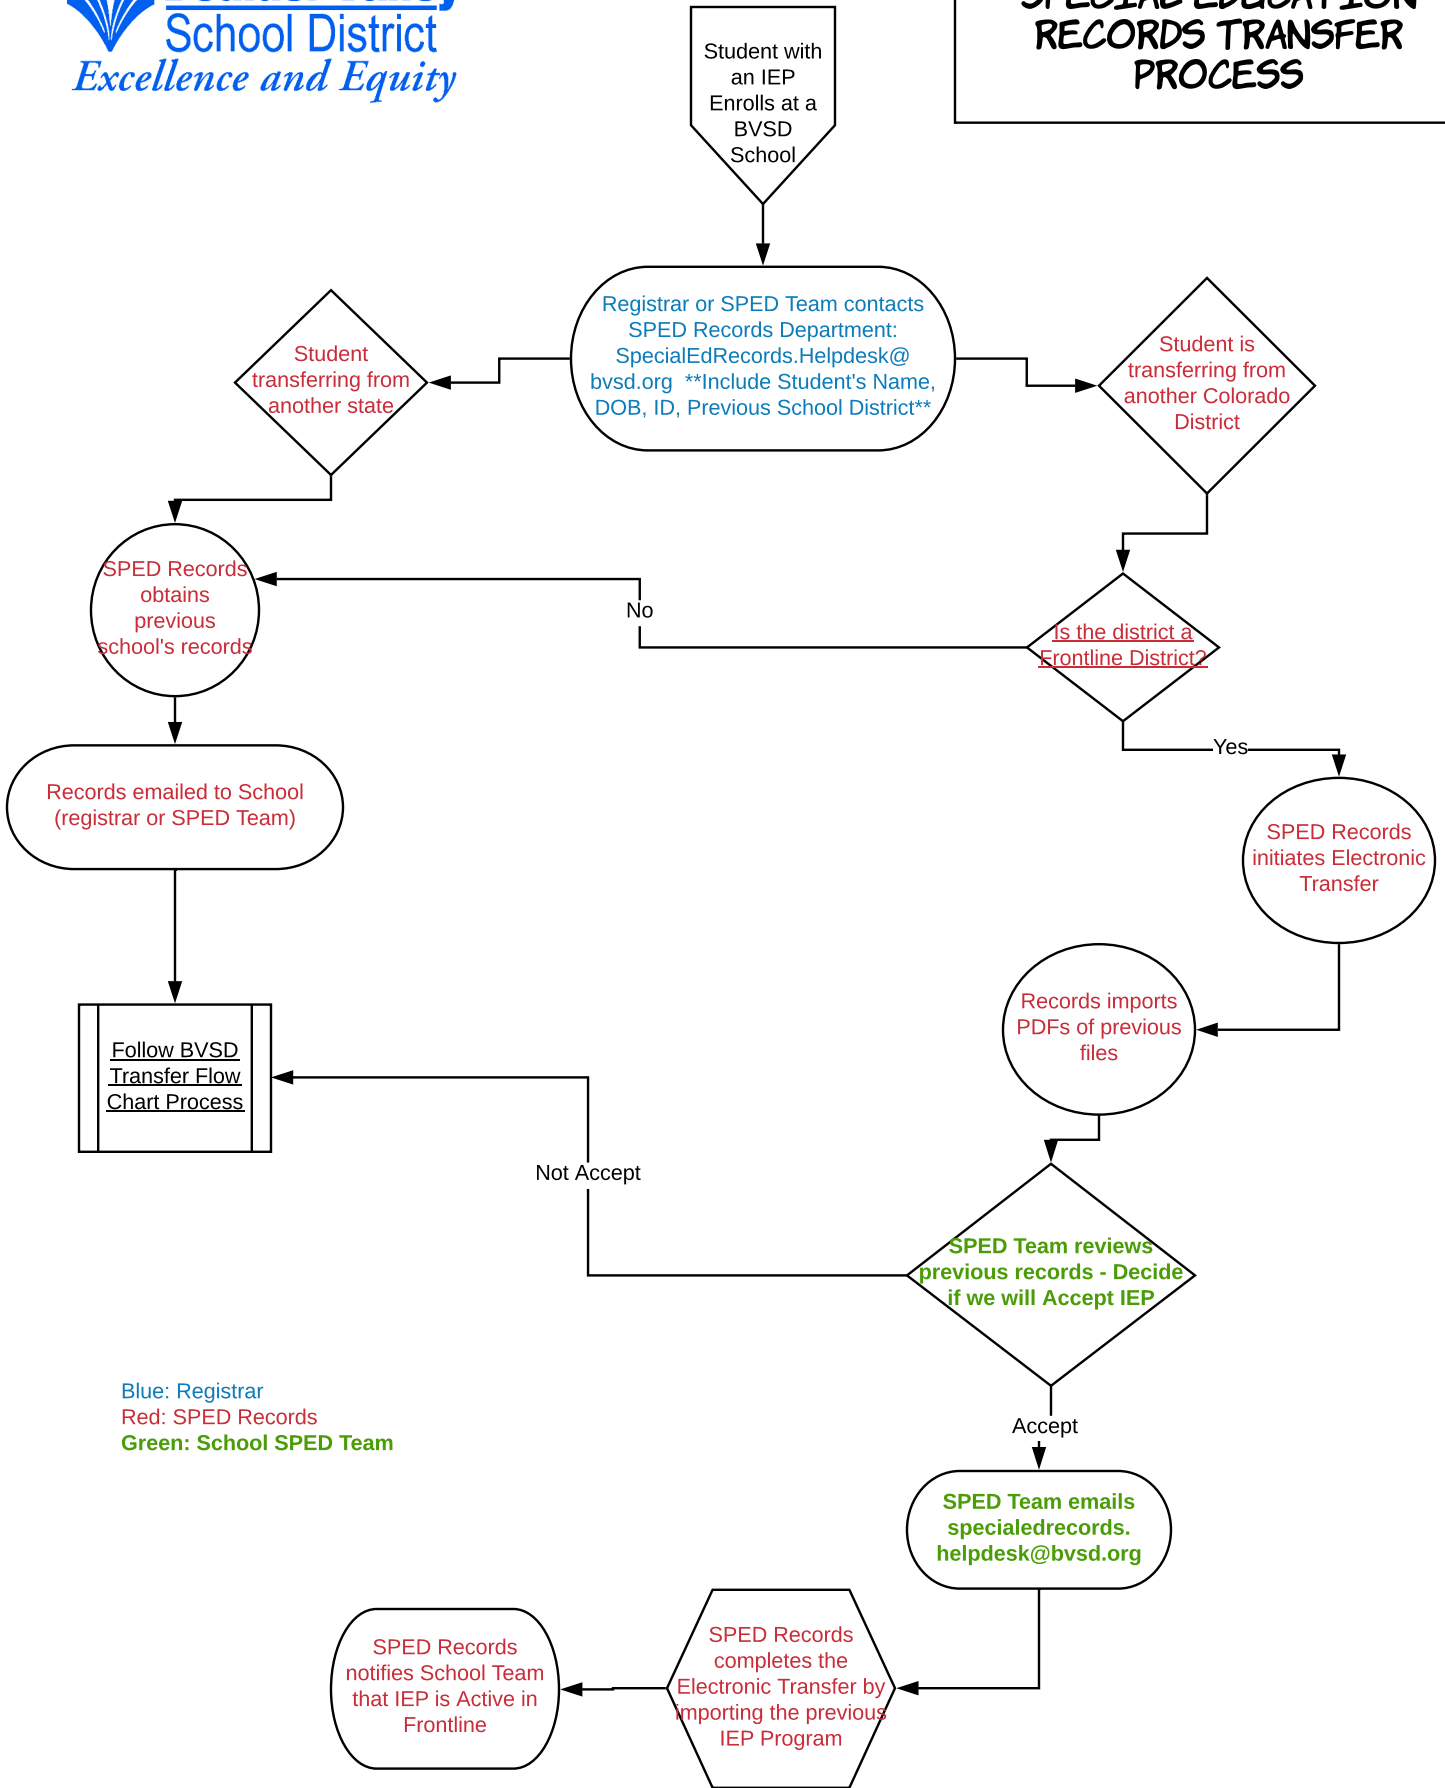 School District
Excellence and Equity
SPECIAL EDUCATION
RECORDS TRANSFER
PROCESS
Student with
an IEP
Enrolls at a
BVSD
School
Registrar or SPED Team contacts
SPED Records Department:
SpecialEdRecords.Helpdesk@
bvsd.org  **Include Student's Name,
DOB, ID, Previous School District**
Student
transferring from
another state
Student is
transferring from
another Colorado
District
SPED Records
obtains
previous
school's records
No
Is the district a
Frontline District?
Yes
Records emailed to School
(registrar or SPED Team)
SPED Records
initiates Electronic
Transfer
Records imports
PDFs of previous
files
Follow BVSD
Transfer Flow
Chart Process
Not Accept
SPED Team reviews
previous records - Decide
if we will Accept IEP
Blue: Registrar
Red: SPED Records
Green: School SPED Team
Accept
SPED Team emails
specialedrecords.
helpdesk@bvsd.org
SPED Records
completes the
Electronic Transfer by
importing the previous
IEP Program
SPED Records
notifies School Team
that IEP is Active in
Frontline